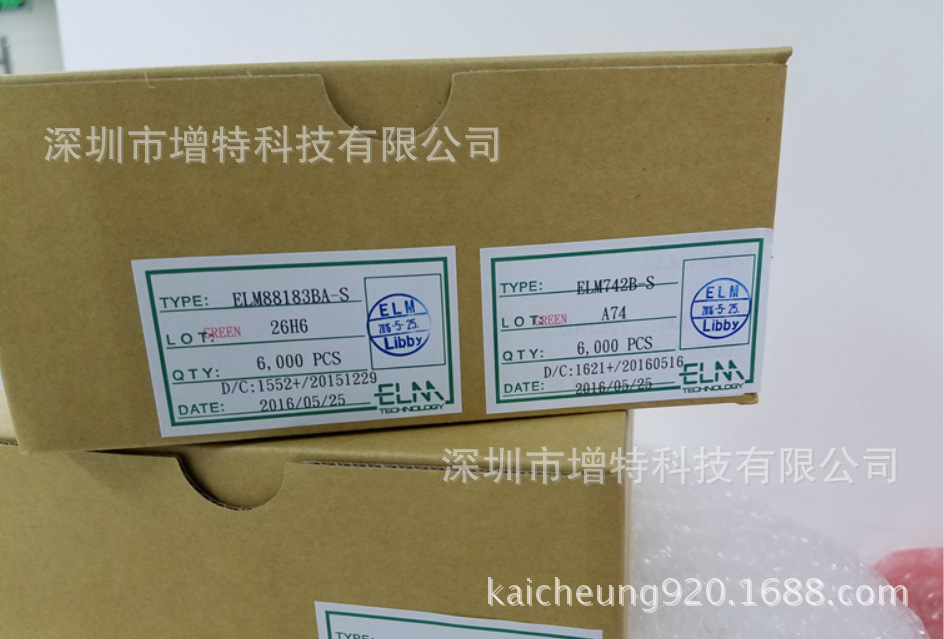 深圳市增特科技有限公司
TYPE: ELM88183BA-S
LOT: GREEN 26H6
QTY: 6,000 PCS
D/C:1552+/20151229
DATE: 2016/05/25
ELM
2016-5-25.
Libby
ELM
TECHNOLOGY
TYPE: ELM742B-S
LOT: GREEN A74
QTY: 6,000 PCS
D/C:1621+/20160516
DATE: 2016/05/25
ELM
2016-5-25.
Libby
ELM
TECHNOLOGY
深圳市增特科技有限公司
kaicheung920.1688.com
TYPE: